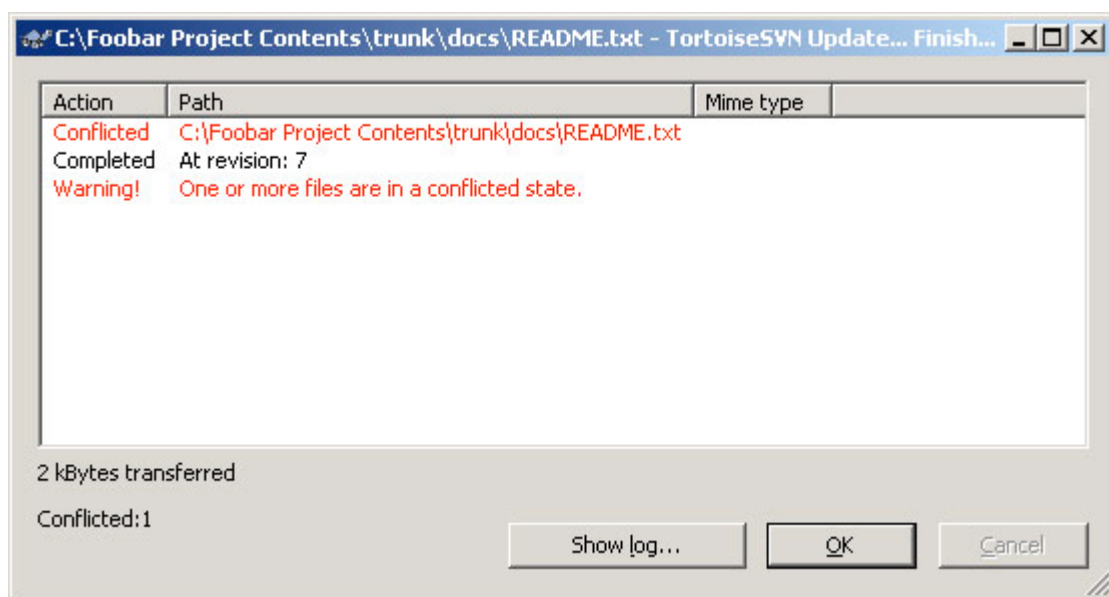 C:\Foobar Project Contents\trunk\docs\README.txt - TortoiseSVN Update... Finish...
Action Path Mime type
Conflicted C:\Foobar Project Contents\trunk\docs\README.txt
Completed At revision: 7
Warning! One or more files are in a conflicted state.
2 kBytes transferred
Conflicted:1
Show log... OK Cancel